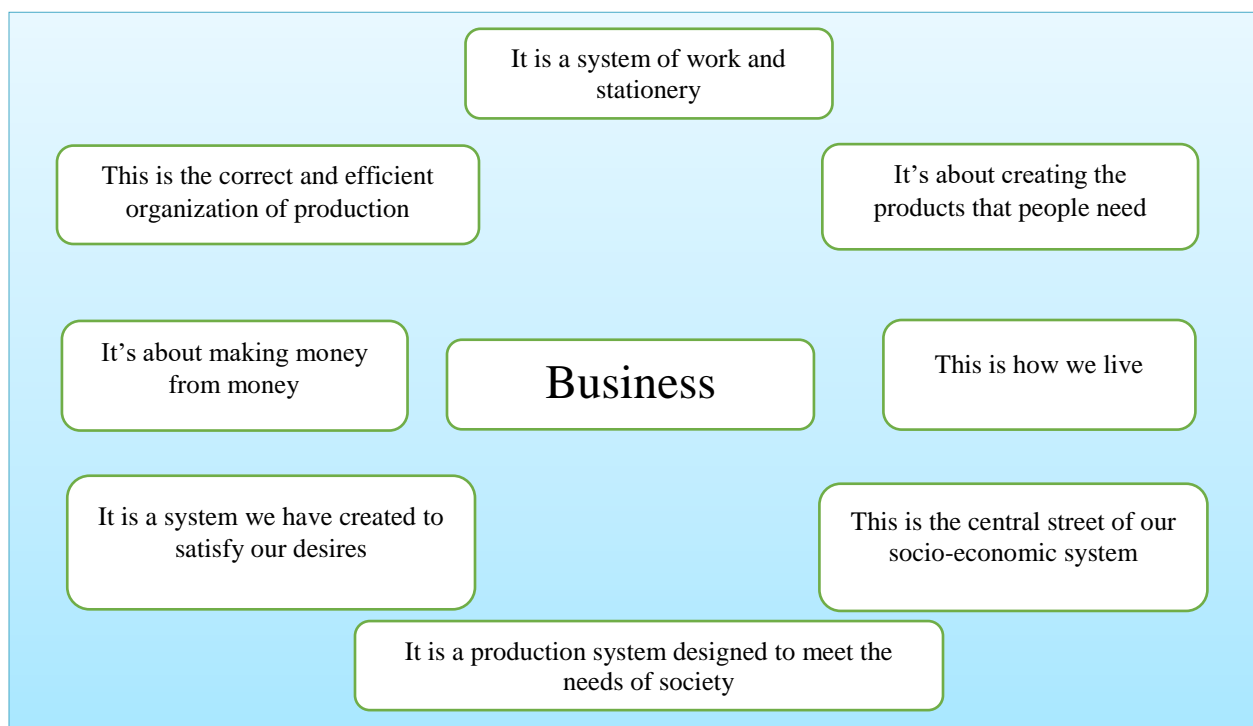 It is a system of work and
stationery
This is the correct and efficient
organization of production
It’s about creating the
products that people need
It’s about making money
from money
Business
This is how we live
It is a system we have created to
satisfy our desires
This is the central street of our
socio-economic system
It is a production system designed to meet the
needs of society